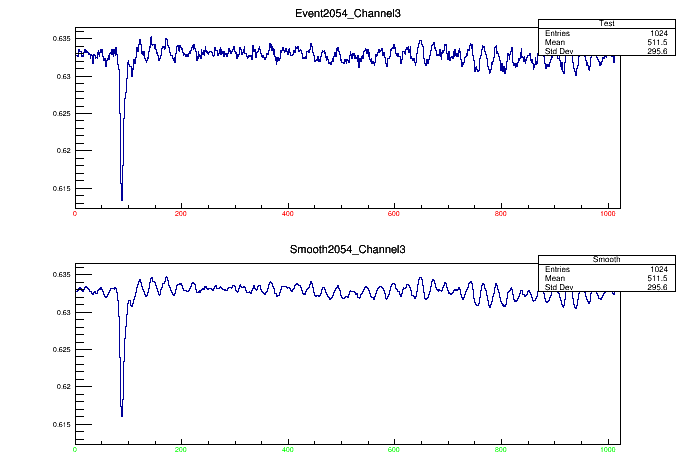 Event2054_Channel3
Test
Entries 1024
Mean 511.5
Std Dev 295.6
0.635
0.63
0.625
0.62
0.615
0 200 400 600 800 1000
Smooth2054_Channel3
Smooth
Entries 1024
Mean 511.5
Std Dev 295.6
0.635
0.63
0.625
0.62
0.615
0 200 400 600 800 1000